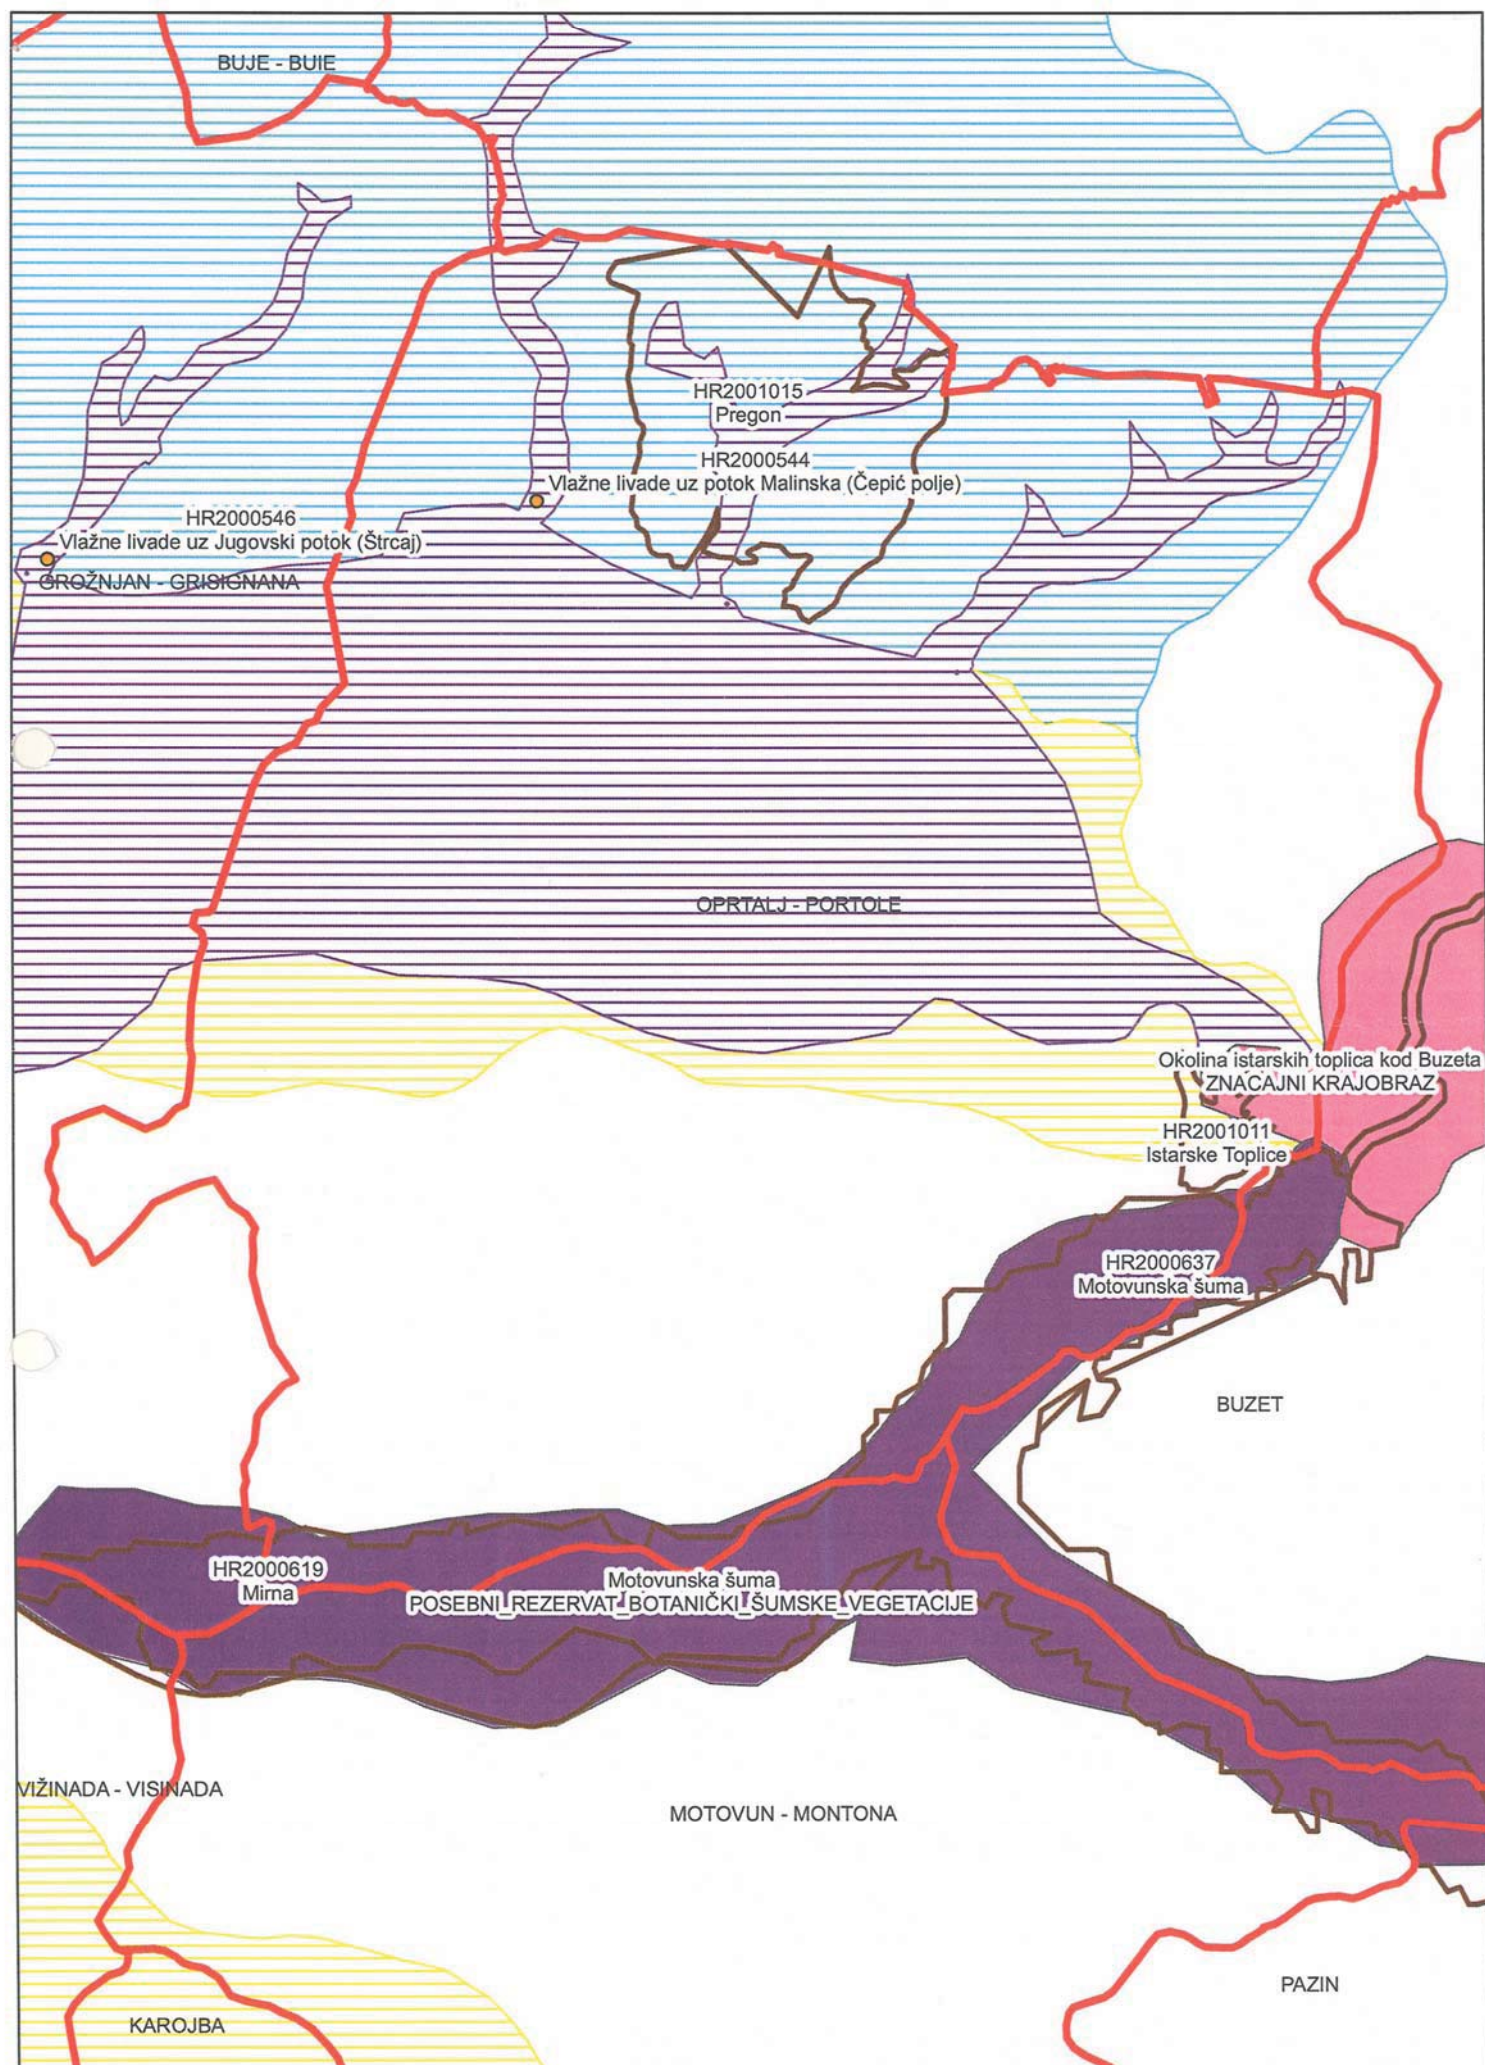 BUJE - BUIE
HR2001015
Pregon
HR2000544
Vlažne livade uz potok Malinska (Čepić polje)
HR2000546
Vlažne livade uz Jugovski potok (Štrcaj)
GROŽNJAN - GRISIGNANA
OPRTALJ - PORTOLE
Okolina istarskih toplica kod Buzeta
ZNACAJNI KRAJOBRAZ
HR2001011
Istarske Toplice
HR2000637
Motovunska šuma
BUZET
HR2000619
Mirna
Motovunska šuma
POSEBNI_REZERVAT_BOTANIČKI_ŠUMSKE_VEGETACIJE
VIŽINADA - VISINADA
MOTOVUN - MONTONA
PAZIN
KAROJBA